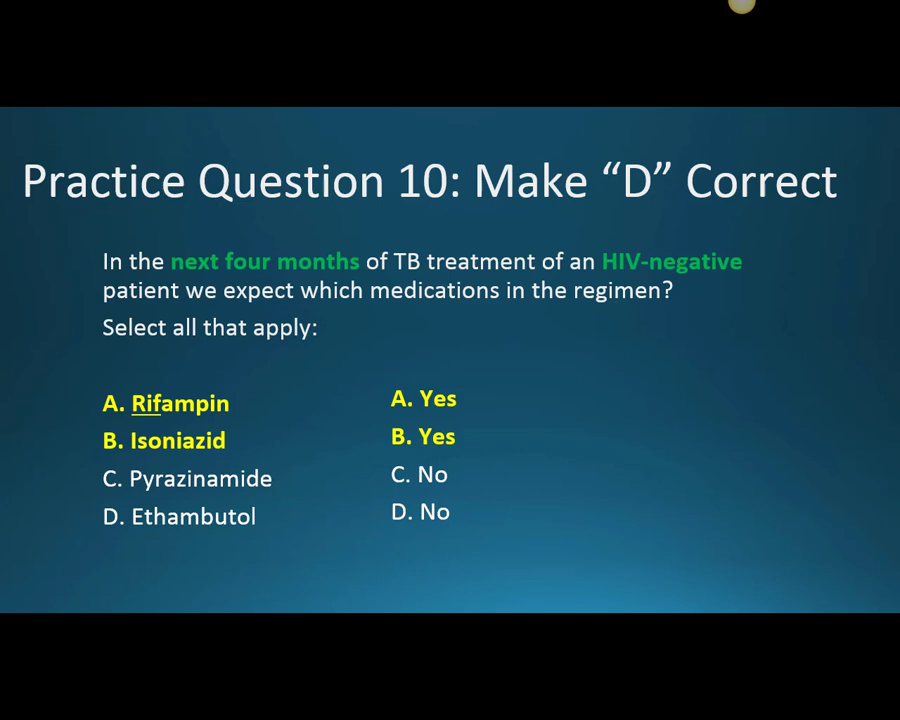 Practice Question 10: Make “D” Correct
In the next four months of TB treatment of an HIV-negative
patient we expect which medications in the regimen?
Select all that apply:
A. Rifampin
B. Isoniazid
C. Pyrazinamide
D. Ethambutol
A. Yes
B. Yes
C. No
D. No